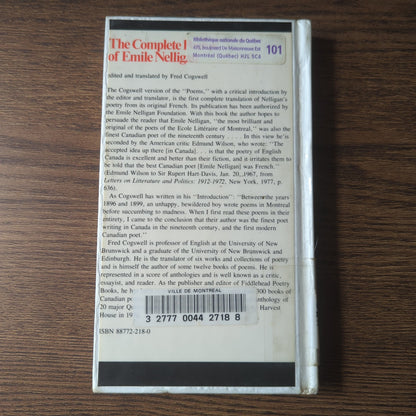 The Complete
of Emile Nellig
Bibliothèque nationale du Québec
Montréal (Québec) H2L 5C4
101
edited and translated by Fred Cogswell
The Cogswell version of the "Poems," with a critical introduction by
the editor and translator, is the first complete translation of Nelligan's
poetry from its original French. Its publication has been authorized by
the Emile Nelligan Foundation. With this book the author hopes to
persuade the reader that Emile Nelligan, "the most brilliant and
original of the poets of the Ecole Littéraire of Montreal," was also the
finest Canadian poet of the nineteenth century. . . . In this view he is
seconded by the American critic Edmund Wilson, who wrote: "The
accepted idea up there [in Canada] . . . is that the poetry of English
Canada is excellent and better than their fiction, and it irritates them to
be told that the best Canadian poet [Emile Nelligan] was French."
(Edmund Wilson to Sir Rupert Hart-Davis, Jan. 20, 1967, from
Letters on Litterature and Politics: 1912-1972, New York, 1977, p.
636).
As Cogswell has written in his "Introduction": "Between the years
1896 and 1899, an unhappy, bewildered boy wrote poems in Montreal
before succumbing to madness. When I first read these poems in their
entirety, I came to the conclusion that their author was the finest poet
writing in Canada in the nineteenth century, and the first modern
Canadian poet."
Fred Cogswell is professor of English at the University of New
Brunswick and a graduate of the University of New Brunswick and
Edinburgh. He is the translator of six works and collections of poetry and
is himself the author of some twelve books of poems. He is
represented in a score of anthologies and is well known as a critic,
essayist, and reader. As the publisher and editor of Fiddlehead Poetry
Books, he h 300 books of
Canadian po nthology of
20 major Qu Harvest
House in 19
VILLE DE MONTRÉAL
3 2777 0044 2718 8
ISBN 88772-218-0